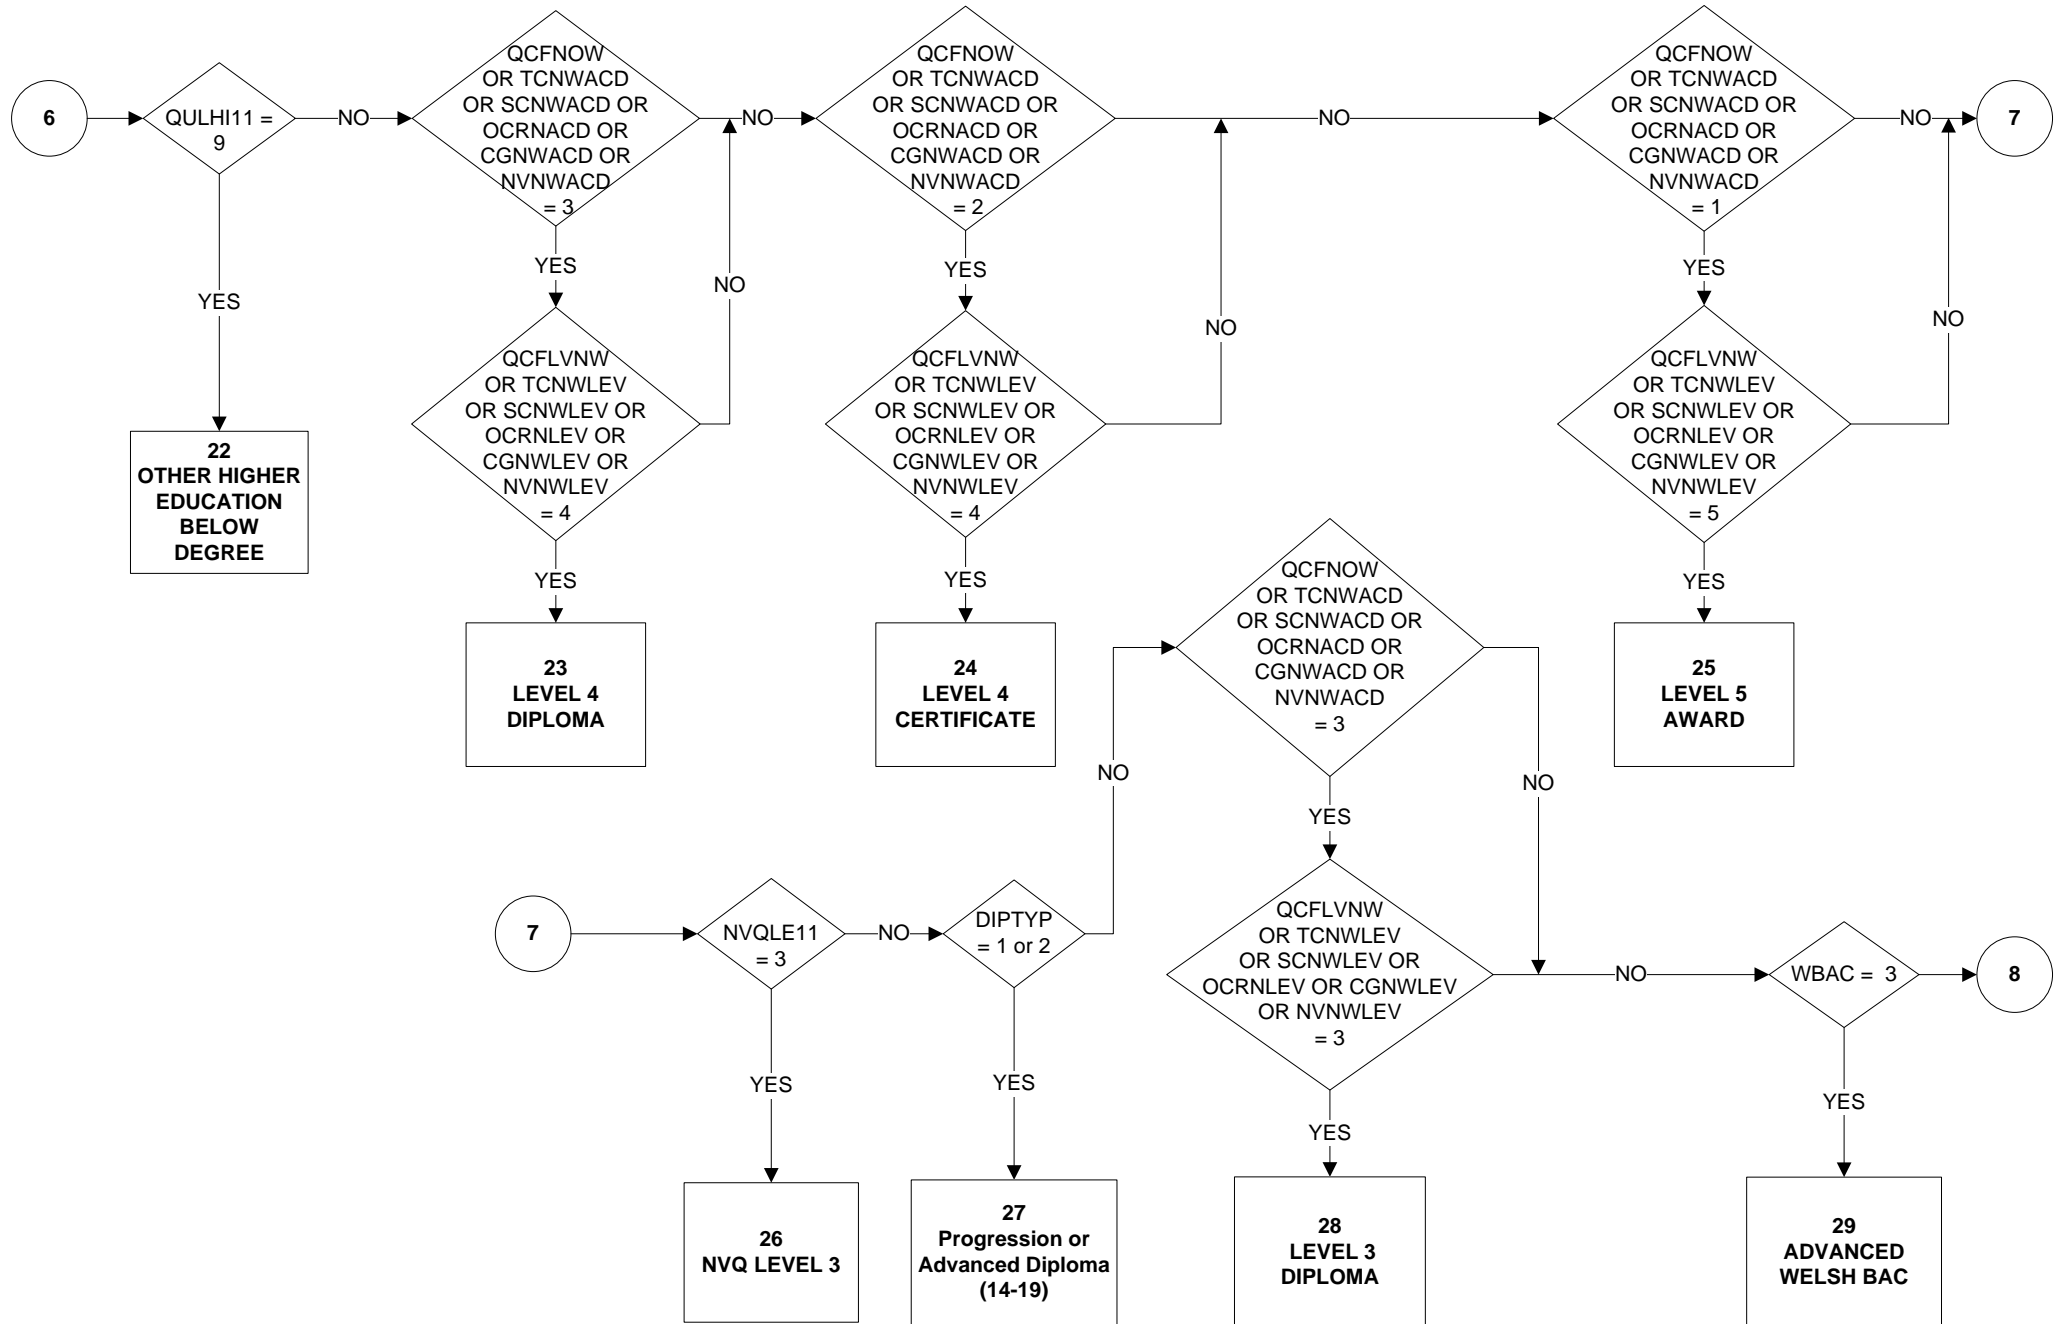 6
QULHI11 =
9
NO
QCFNOW
OR TCNWACD
OR SCNWACD OR
OCRNACD OR
CGNWACD OR
NVNWACD
= 3
NO
QCFNOW
OR TCNWACD
OR SCNWACD OR
OCRNACD OR
CGNWACD OR
NVNWACD
= 2
NO
QCFNOW
OR TCNWACD
OR SCNWACD OR
OCRNACD OR
CGNWACD OR
NVNWACD
= 1
NO
7
YES
YES
NO
YES
NO
YES
NO
QCFLVNW
OR TCNWLEV
OR SCNWLEV OR
OCRNLEV OR
CGNWLEV OR
NVNWLEV
= 4
QCFLVNW
OR TCNWLEV
OR SCNWLEV OR
OCRNLEV OR
CGNWLEV OR
NVNWLEV
= 4
QCFLVNW
OR TCNWLEV
OR SCNWLEV OR
OCRNLEV OR
CGNWLEV OR
NVNWLEV
= 5
22
OTHER HIGHER
EDUCATION
BELOW
DEGREE
YES
YES
YES
23
LEVEL 4
DIPLOMA
24
LEVEL 4
CERTIFICATE
25
LEVEL 5
AWARD
7
NVQLE11
= 3
NO
DIPTYP
= 1 or 2
NO
QCFNOW
OR TCNWACD
OR SCNWACD OR
OCRNACD OR
CGNWACD OR
NVNWACD
= 3
NO
YES
QCFLVNW
OR TCNWLEV
OR SCNWLEV OR
OCRNLEV OR CGNWLEV
OR NVNWLEV
= 3
NO
WBAC =  3
8
YES
YES
YES
YES
26
NVQ LEVEL 3
27
Progression or
Advanced Diploma
(14-19)
28
LEVEL 3
DIPLOMA
29
ADVANCED
WELSH BAC